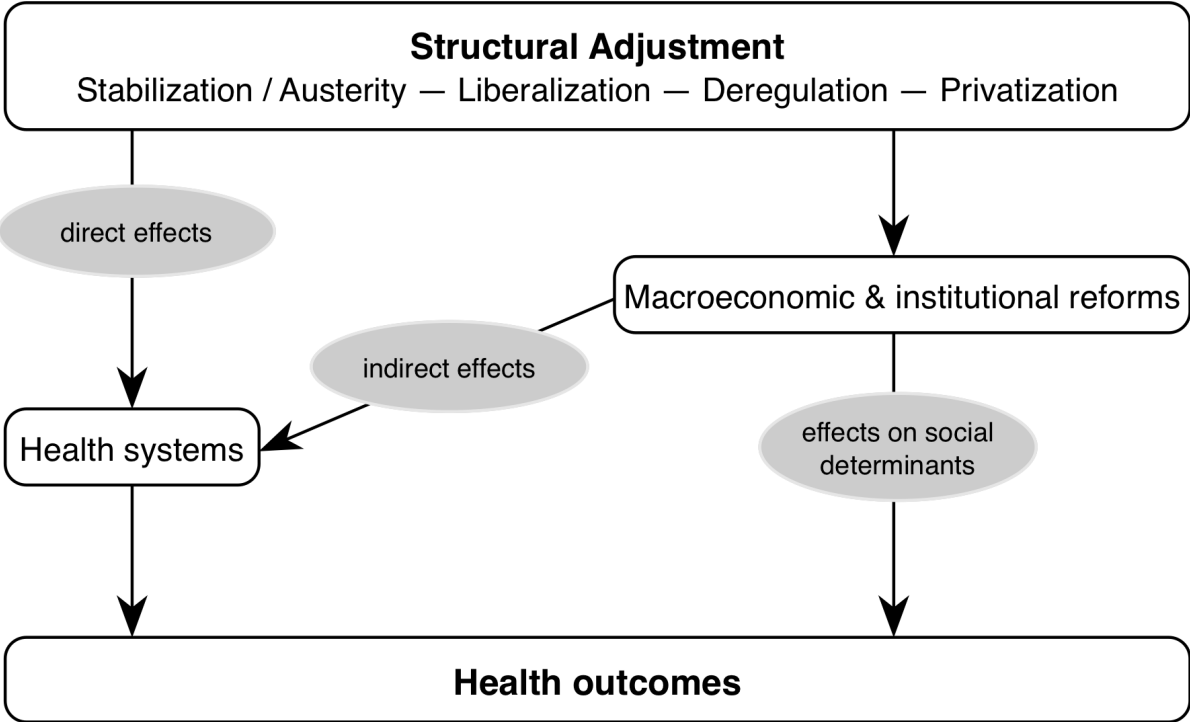 Structural Adjustment
Stabilization / Austerity — Liberalization — Deregulation — Privatization
direct effects
Macroeconomic & institutional reforms
indirect effects
Health systems
effects on social
determinants
Health outcomes